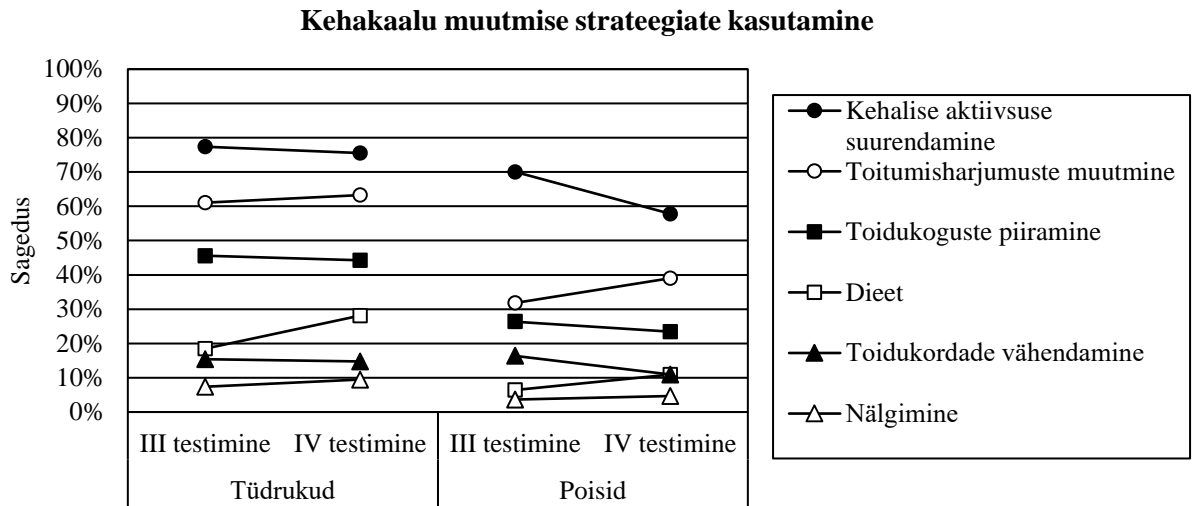 Kehakaalu muutmise strateegiate kasutamine
Sagedus
100%
90%
80%
70%
60%
50%
40%
30%
20%
10%
0%
III testimine
IV testimine
III testimine
IV testimine
Tüdrukud
Poisid
Kehalise aktiivsuse
suurendamine
Toitumisharjumuste muutmine
Toidukoguste piiramine
Dieet
Toidukordade vähendamine
Nälgimine